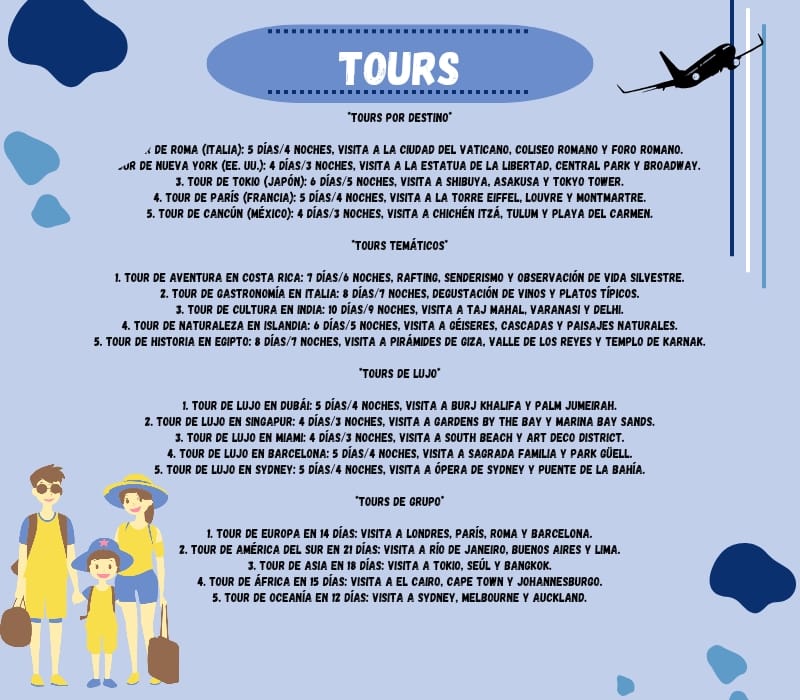 TOURS
"TOURS POR DESTINO"
DE ROMA (ITALIA): 5 DÍAS/4 NOCHES, VISITA A LA CIUDAD DEL VATICANO, COLISEO ROMANO Y FORO ROMANO.
DE NUEVA YORK (EE. UU.): 4 DÍAS/3 NOCHES, VISITA A LA ESTATUA DE LA LIBERTAD, CENTRAL PARK Y BROADWAY.
3. TOUR DE TOKIO (JAPÓN): 6 DÍAS/5 NOCHES, VISITA A SHIBUYA, ASAKUSA Y TOKYO TOWER.
4. TOUR DE PARÍS (FRANCIA): 5 DÍAS/4 NOCHES, VISITA A LA TORRE EIFFEL, LOUVRE Y MONTMARTRE.
5. TOUR DE CANCÚN (MÉXICO): 4 DÍAS/3 NOCHES, VISITA A CHICHÉN ITZÁ, TULUM Y PLAYA DEL CARMEN.
"TOURS TEMÁTICOS"
1. TOUR DE AVENTURA EN COSTA RICA: 7 DÍAS/6 NOCHES, RAFTING, SENDERISMO Y OBSERVACIÓN DE VIDA SILVESTRE.
2. TOUR DE GASTRONOMÍA EN ITALIA: 8 DÍAS/7 NOCHES, DEGUSTACIÓN DE VINOS Y PLATOS TÍPICOS.
3. TOUR DE CULTURA EN INDIA: 10 DÍAS/9 NOCHES, VISITA A TAJ MAHAL, VARANASI Y DELHI.
4. TOUR DE NATURALEZA EN ISLANDIA: 6 DÍAS/5 NOCHES, VISITA A GÉISERES, CASCADAS Y PAISAJES NATURALES.
5. TOUR DE HISTORIA EN EGIPTO: 8 DÍAS/7 NOCHES, VISITA A PIRÁMIDES DE GIZA, VALLE DE LOS REYES Y TEMPLO DE KARNAK.
"TOURS DE LUJO"
1. TOUR DE LUJO EN DUBÁI: 5 DÍAS/4 NOCHES, VISITA A BURJ KHALIFA Y PALM JUMEIRAH.
2. TOUR DE LUJO EN SINGAPUR: 4 DÍAS/3 NOCHES, VISITA A GARDENS BY THE BAY Y MARINA BAY SANDS.
3. TOUR DE LUJO EN MIAMI: 4 DÍAS/3 NOCHES, VISITA A SOUTH BEACH Y ART DECO DISTRICT.
4. TOUR DE LUJO EN BARCELONA: 5 DÍAS/4 NOCHES, VISITA A SAGRADA FAMILIA Y PARK GÜELL.
5. TOUR DE LUJO EN SYDNEY: 5 DÍAS/4 NOCHES, VISITA A ÓPERA DE SYDNEY Y PUENTE DE LA BAHÍA.
"TOURS DE GRUPO"
1. TOUR DE EUROPA EN 14 DÍAS: VISITA A LONDRES, PARÍS, ROMA Y BARCELONA.
2. TOUR DE AMÉRICA DEL SUR EN 21 DÍAS: VISITA A RÍO DE JANEIRO, BUENOS AIRES Y LIMA.
3. TOUR DE ASIA EN 18 DÍAS: VISITA A TOKIO, SEÚL Y BANGKOK.
4. TOUR DE ÁFRICA EN 15 DÍAS: VISITA A EL CAIRO, CAPE TOWN Y JOHANNESBURGO.
5. TOUR DE OCEANÍA EN 12 DÍAS: VISITA A SYDNEY, MELBOURNE Y AUCKLAND.